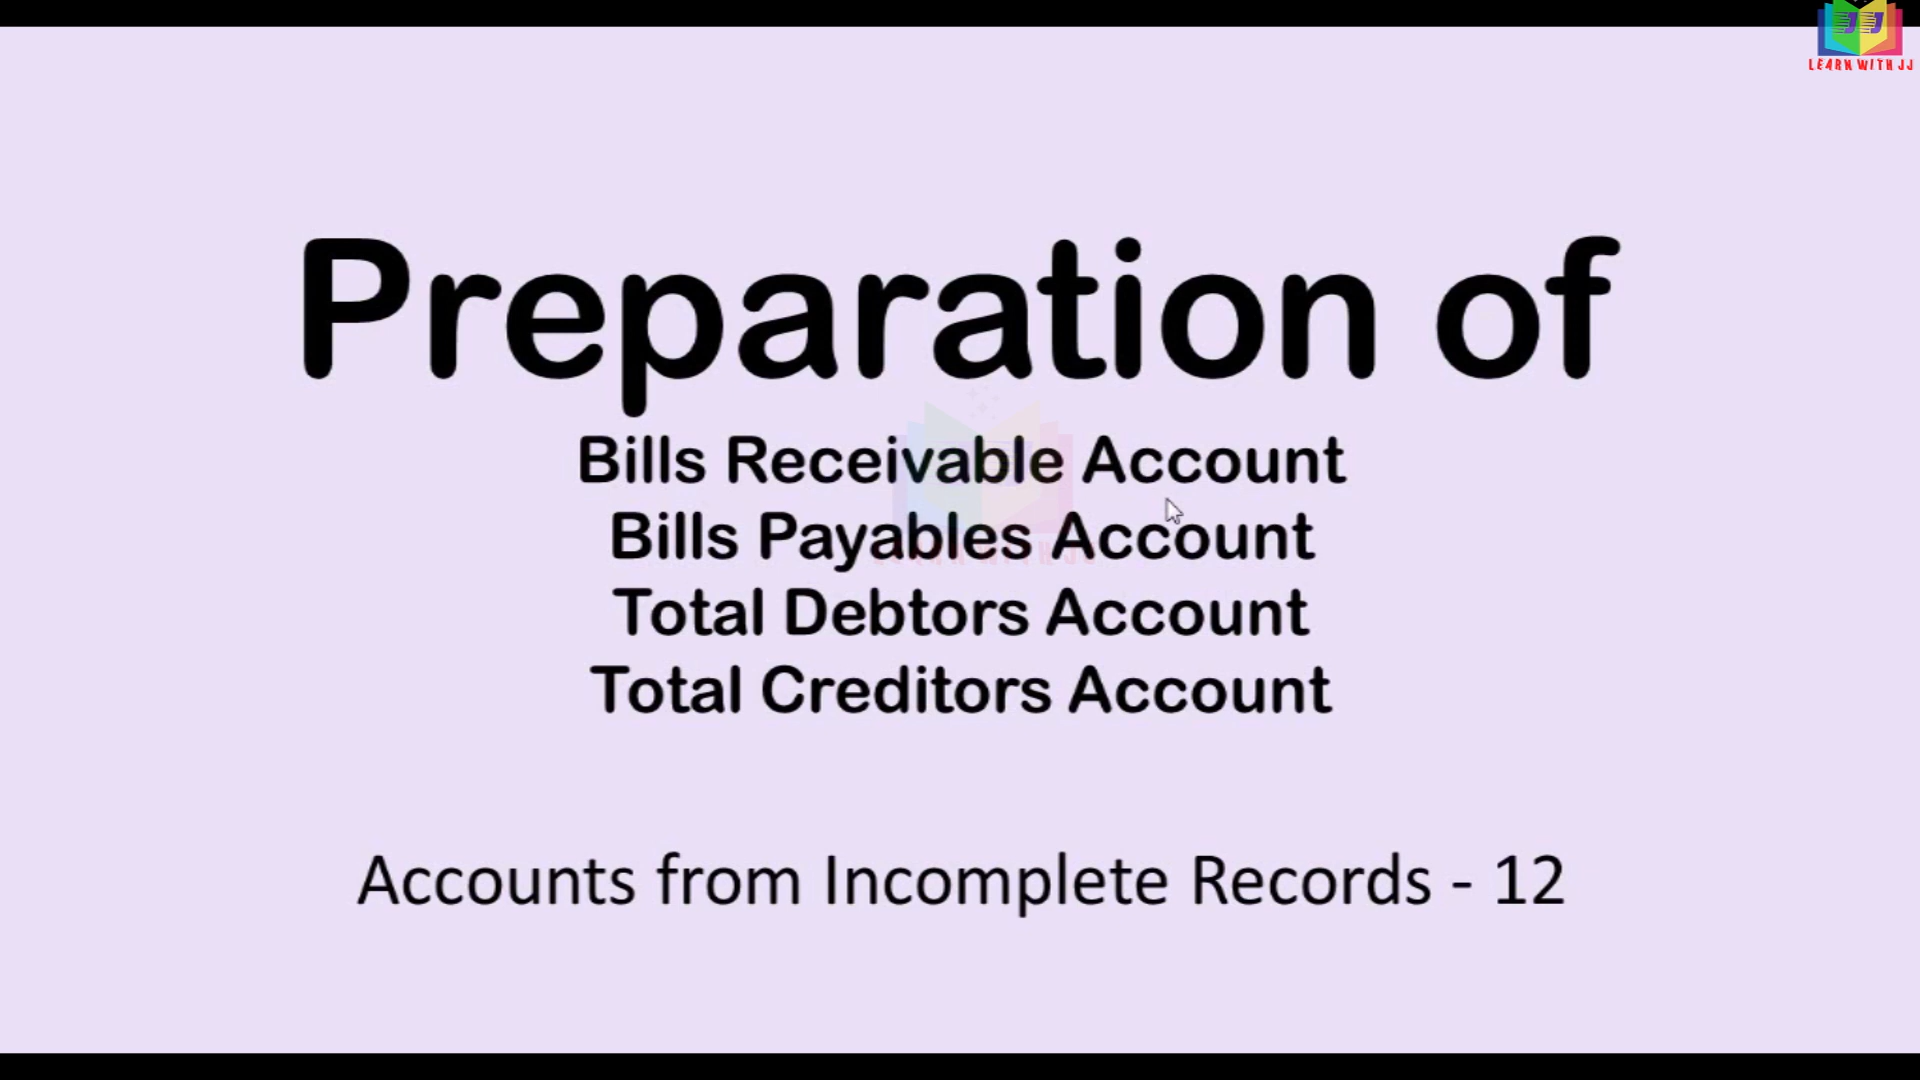 LEARN WITH JJ
Preparation of
Bills Receivable Account
Bills Payables Account
Total Debtors Account
Total Creditors Account
Accounts from Incomplete Records - 12